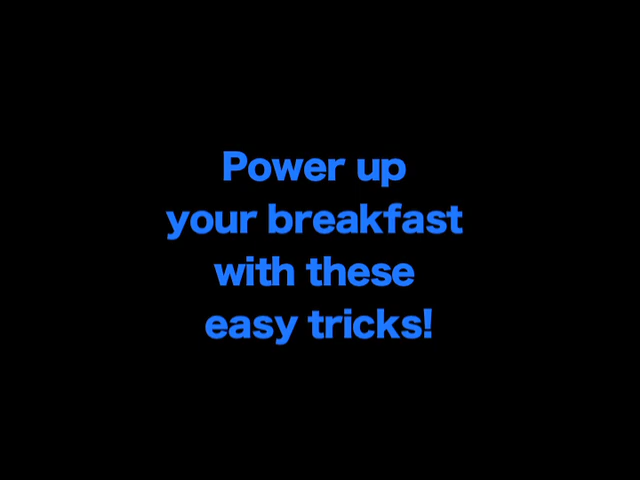 Power up
your breakfast
with these
easy tricks!